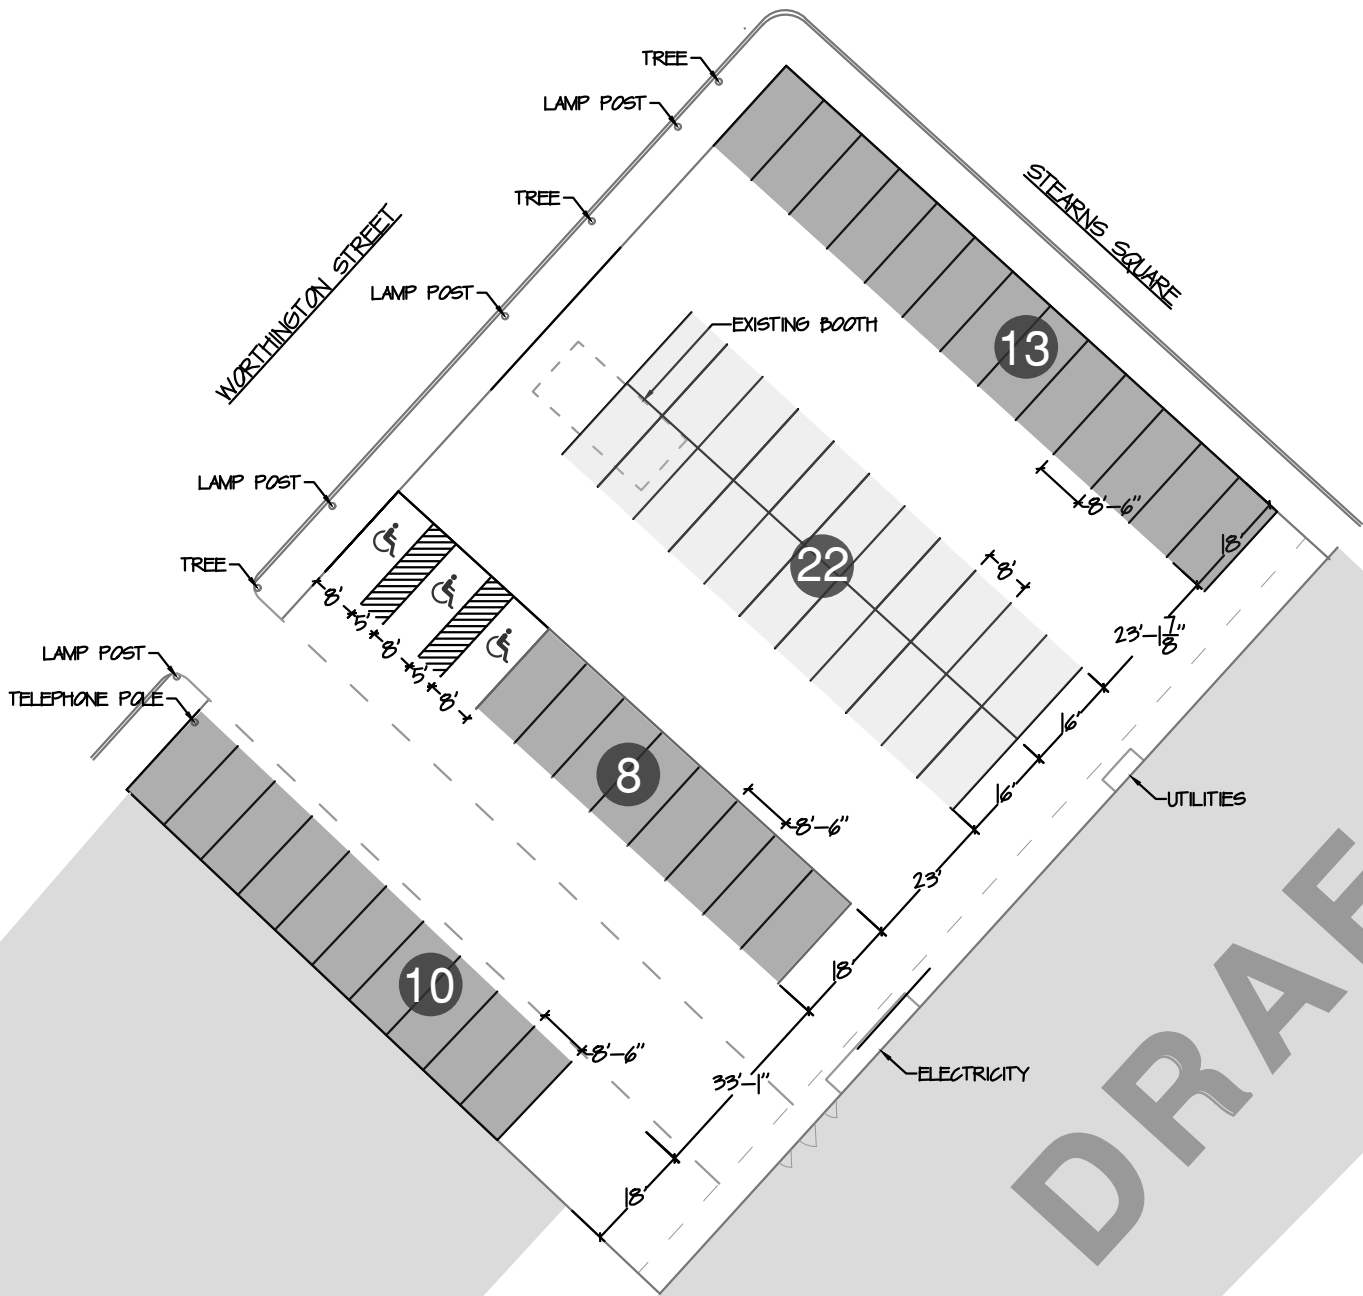 TREE
LAMP POST
TREE
STEARNS SQUARE
WORTHINGTON STREET
LAMP POST
EXISTING BOOTH
13
LAMP POST
8'-6"
18'
TREE
22
8'
8'
5'
8'
5'
8'
23'-1 7/8"
LAMP POST
TELEPHONE POLE
16'
8
16'
UTILITIES
8'-6"
23'
10
18'
8'-6"
ELECTRICITY
33'-1"
18'